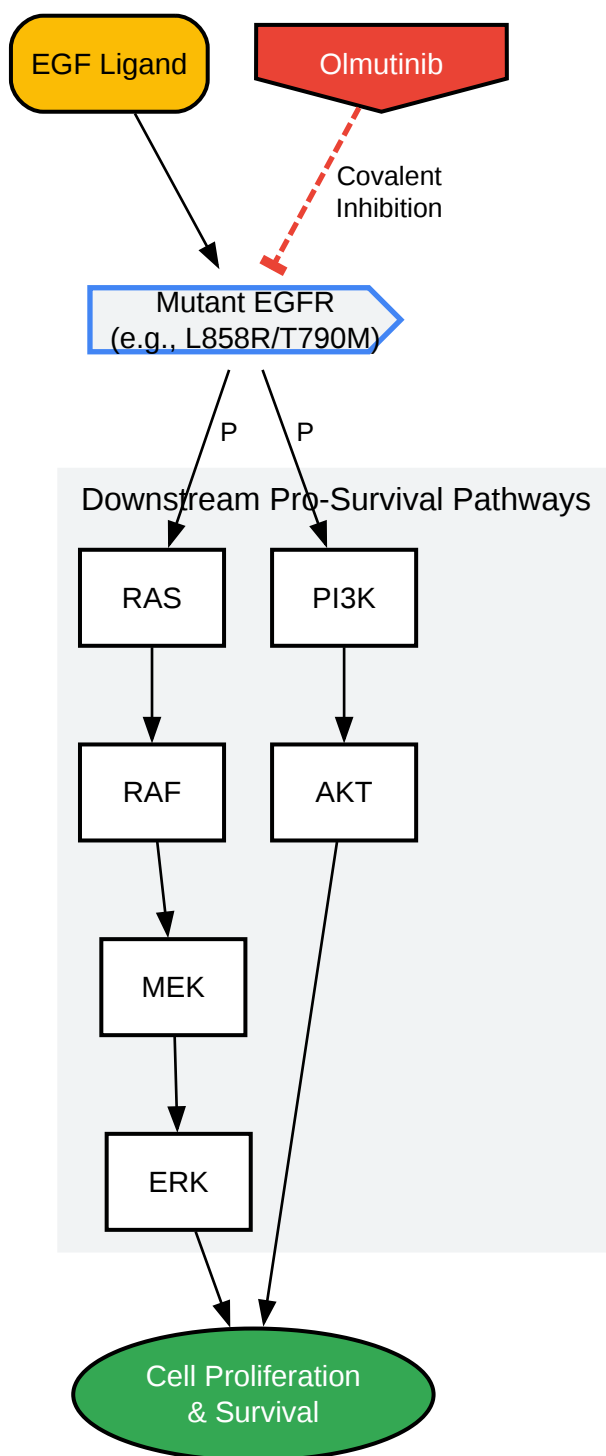 EGF Ligand
Olmutinib
Covalent
Inhibition
Mutant EGFR
(e.g., L858R/T790M)
P
P
Downstream Pro-Survival Pathways
RAS
PI3K
RAF
AKT
MEK
ERK
Cell Proliferation
& Survival